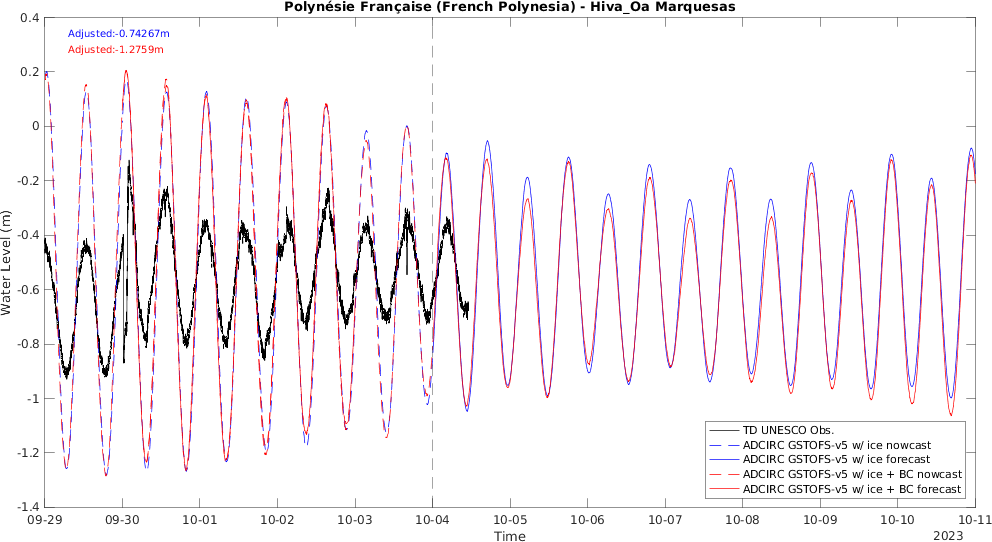 Polynésie Française (French Polynesia) - Hiva_Oa Marquesas
Adjusted:-0.74267m
Adjusted:-1.2759m
Water Level (m)
0.4
0.2
0
-0.2
-0.4
-0.6
-0.8
-1
-1.2
-1.4
TD UNESCO Obs.
ADCIRC GSTOFS-v5 w/ ice nowcast
ADCIRC GSTOFS-v5 w/ ice forecast
ADCIRC GSTOFS-v5 w/ ice + BC nowcast
ADCIRC GSTOFS-v5 w/ ice + BC forecast
09-29 09-30 10-01 10-02 10-03 10-04 10-05 10-06 10-07 10-08 10-09 10-10 10-11
Time
2023